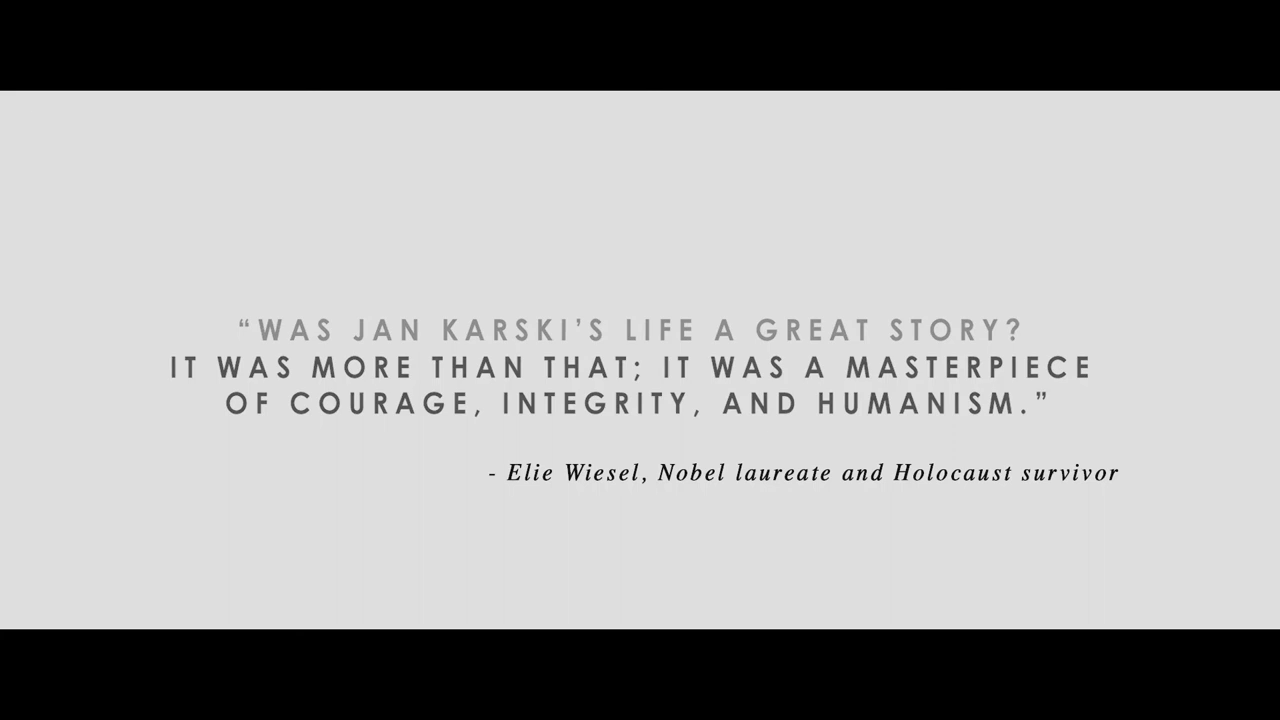 “WAS JAN KARSKI’S LIFE A GREAT STORY?
IT WAS MORE THAN THAT; IT WAS A MASTERPIECE
OF COURAGE, INTEGRITY, AND HUMANISM.”
- Elie Wiesel, Nobel laureate and Holocaust survivor